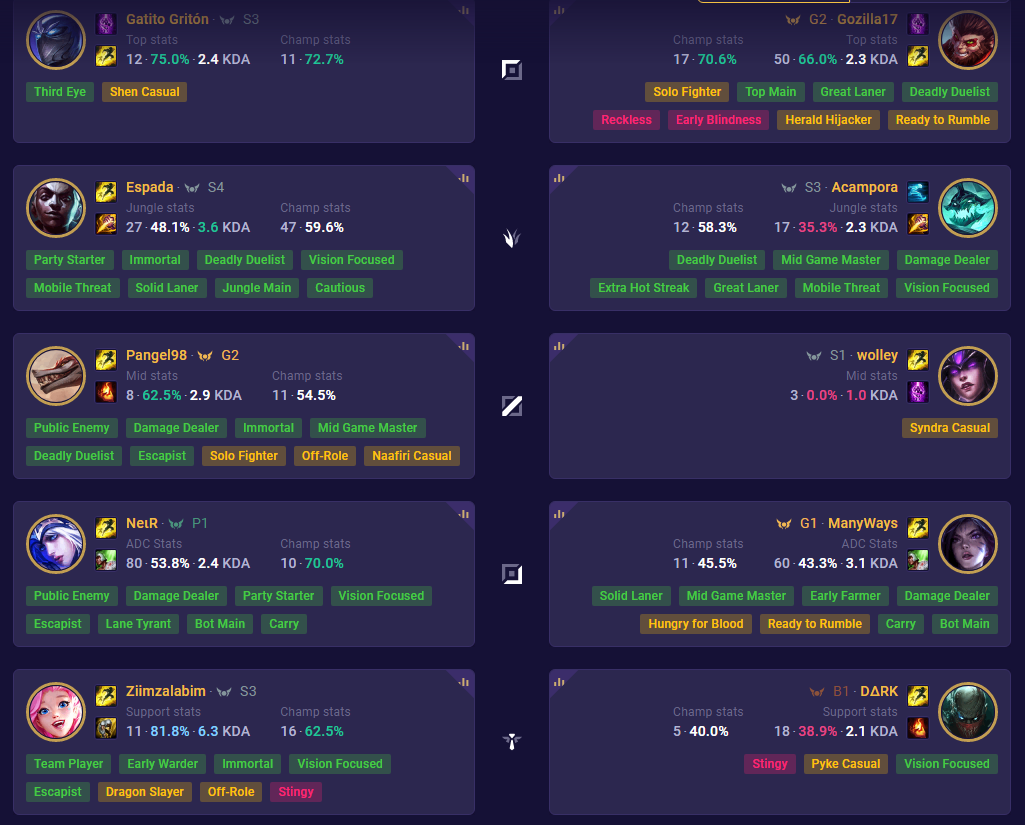 Gatito Gritón · S3
Top stats
12 · 75.0% · 2.4 KDA
Champ stats
11 · 72.7%
Third Eye
Shen Casual
G2 · Gozilla17
Champ stats
17 · 70.6%
Top stats
50 · 66.0% · 2.3 KDA
Solo Fighter
Top Main
Great Laner
Deadly Duelist
Reckless
Early Blindness
Herald Hijacker
Ready to Rumble
Espada · S4
Jungle stats
27 · 48.1% · 3.6 KDA
Champ stats
47 · 59.6%
Party Starter
Immortal
Deadly Duelist
Vision Focused
Mobile Threat
Solid Laner
Jungle Main
Cautious
S3 · Acampora
Champ stats
12 · 58.3%
Jungle stats
17 · 35.3% · 2.3 KDA
Deadly Duelist
Mid Game Master
Damage Dealer
Extra Hot Streak
Great Laner
Mobile Threat
Vision Focused
Pangel98 · G2
Mid stats
8 · 62.5% · 2.9 KDA
Champ stats
11 · 54.5%
Public Enemy
Damage Dealer
Immortal
Mid Game Master
Deadly Duelist
Escapist
Solo Fighter
Off-Role
Naafiri Casual
S1 · wolley
Mid stats
3 · 0.0% · 1.0 KDA
Syndra Casual
NeιR · P1
ADC Stats
80 · 53.8% · 2.4 KDA
Champ stats
10 · 70.0%
Public Enemy
Damage Dealer
Party Starter
Vision Focused
Escapist
Lane Tyrant
Bot Main
Carry
G1 · ManyWays
Champ stats
11 · 45.5%
ADC Stats
60 · 43.3% · 3.1 KDA
Solid Laner
Mid Game Master
Early Farmer
Damage Dealer
Hungry for Blood
Ready to Rumble
Carry
Bot Main
Ziimzalabim · S3
Support stats
11 · 81.8% · 6.3 KDA
Champ stats
16 · 62.5%
Team Player
Early Warder
Immortal
Vision Focused
Escapist
Dragon Slayer
Off-Role
Stingy
B1 · DΔRK
Champ stats
5 · 40.0%
Support stats
18 · 38.9% · 2.1 KDA
Stingy
Pyke Casual
Vision Focused